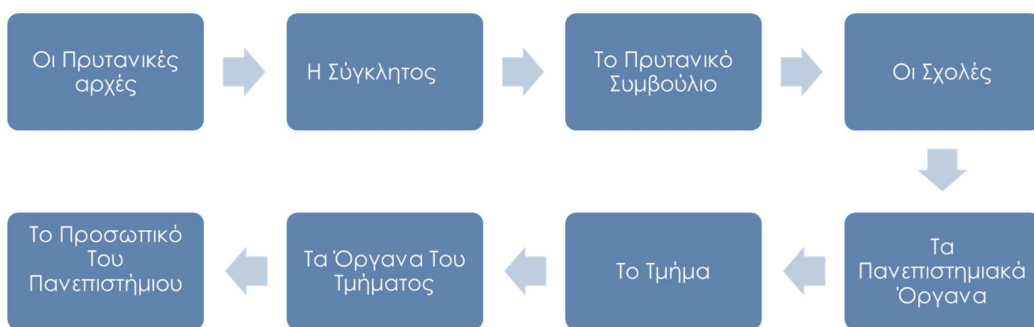 Οι Πρυτανικές
αρχές
Η Σύγκλητος
Το Πρυτανικό
Συμβούλιο
Οι Σχολές
Τα
Πανεπιστημιακά
Όργανα
Το Τμήμα
Τα Όργανα Του
Τμήματος
Το Προσωπικό
Του
Πανεπιστήμιου